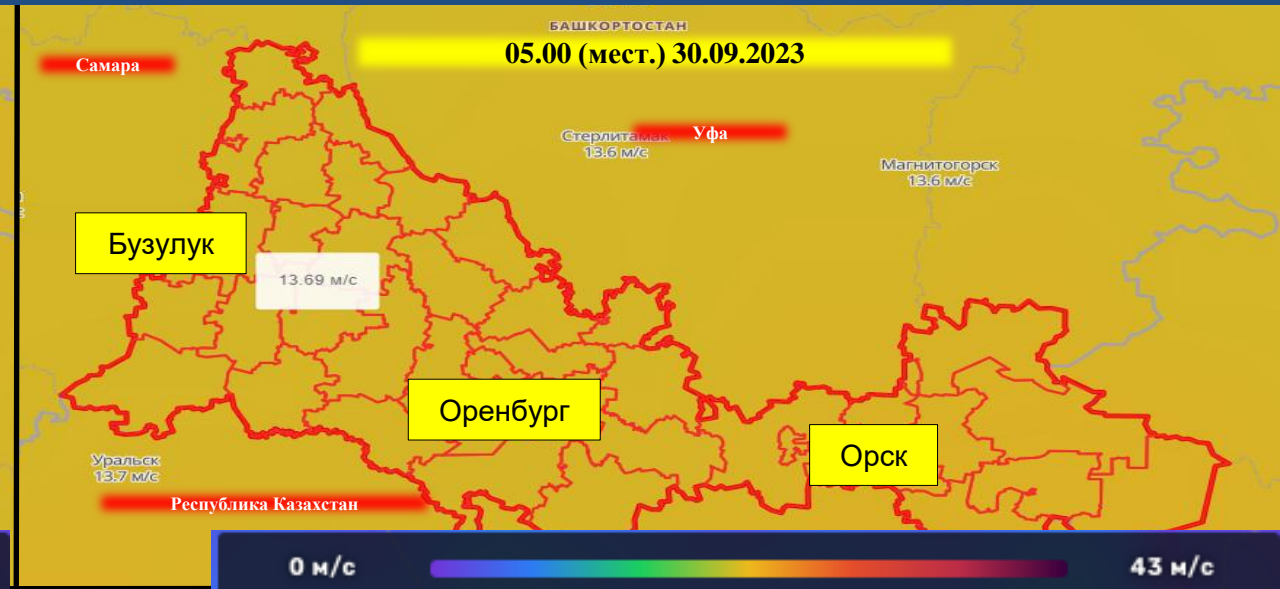 БАШКОРТОСТАН
05.00 (мест.) 30.09.2023
Самара
Уфа
Стерлитамак
13.6 м/с
Магнитогорск
13.6 м/с
Бузулук
13.69 м/с
Оренбург
Орск
Уральск
13.7 м/с
Республика Казахстан
0 м/с
43 м/с